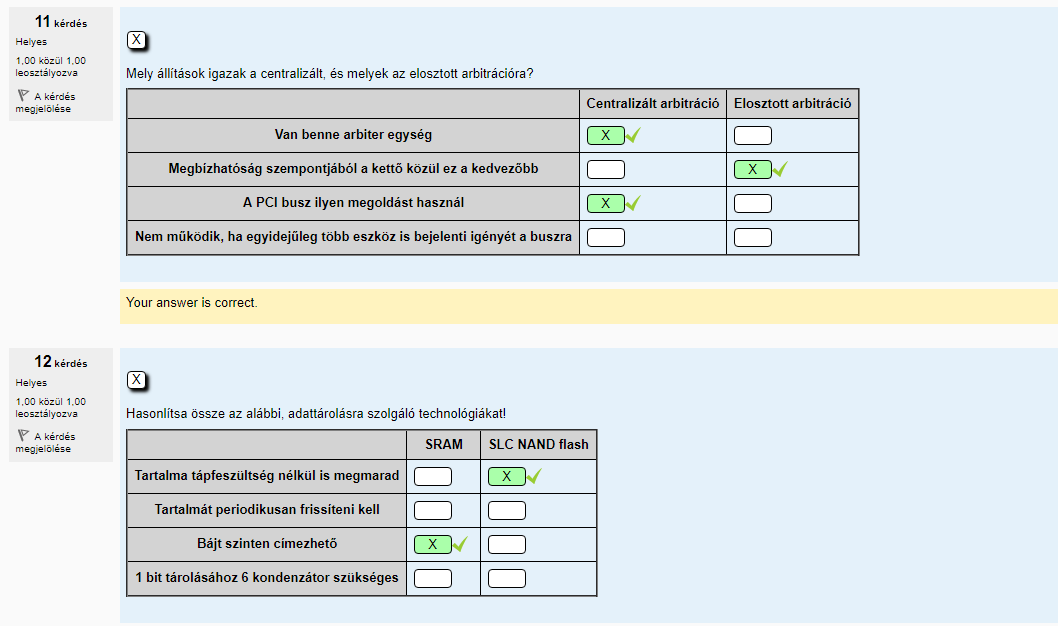 11 kérdés
Helyes
1,00 közül 1,00
leosztályozva
A kérdés
megjelölése
X
Mely állítások igazak a centralizált, és melyek az elosztott arbitrációra?
Centralizált arbitráció Elosztott arbitráció
Van benne arbiter egység X
Megbízhatóság szempontjából a kettő közül ez a kedvezőbb X
A PCI busz ilyen megoldást használ X
Nem működik, ha egyidejűleg több eszköz is bejelenti igényét a buszra
Your answer is correct.
12 kérdés
Helyes
1,00 közül 1,00
leosztályozva
A kérdés
megjelölése
X
Hasonlítsa össze az alábbi, adattárolásra szolgáló technológiákat!
SRAM SLC NAND flash
Tartalma tápfeszültség nélkül is megmarad X
Tartalmát periodikusan frissíteni kell
Bájt szinten címezhető X
1 bit tárolásához 6 kondenzátor szükséges